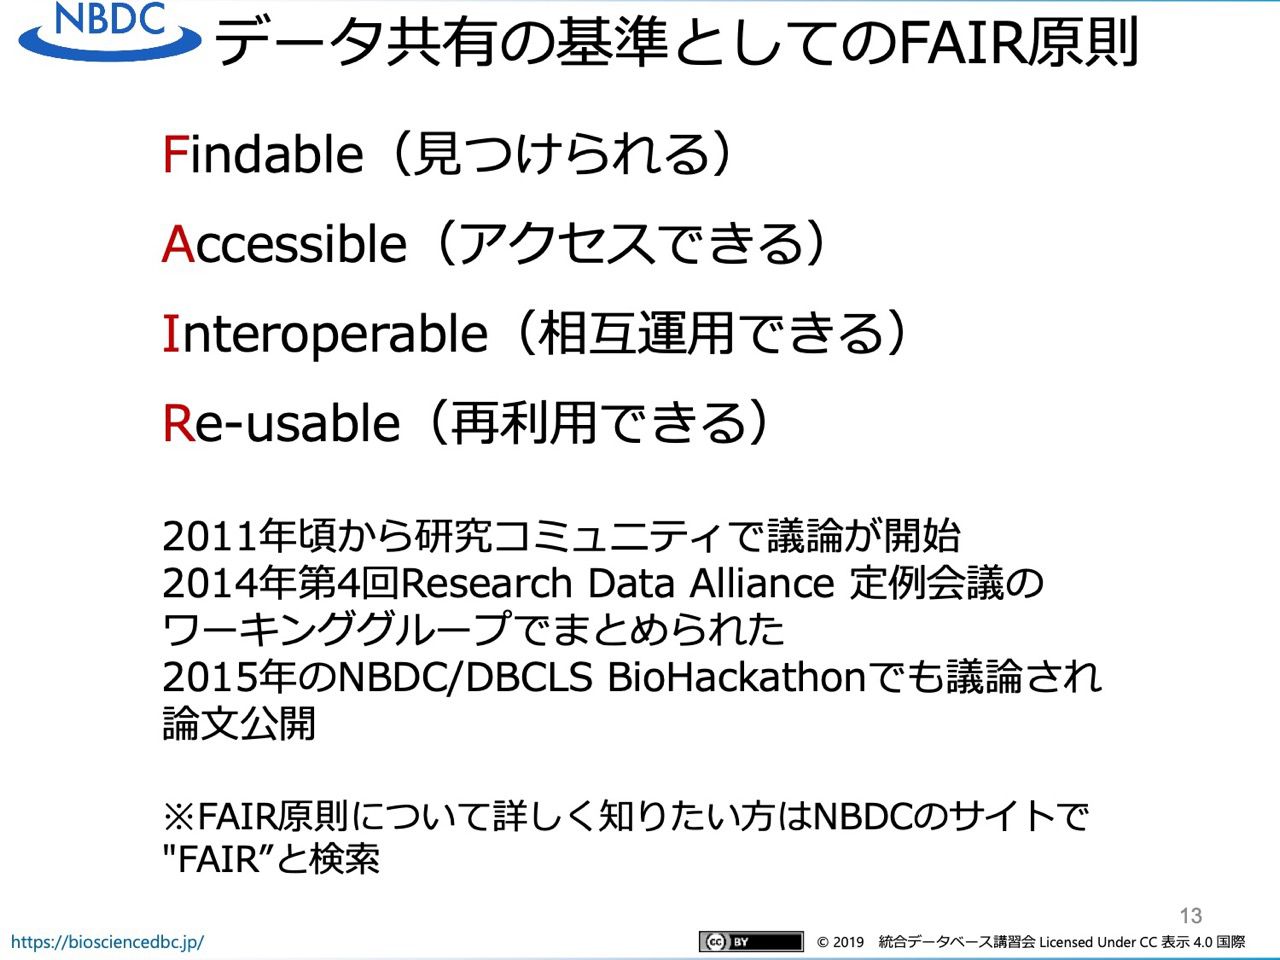 NBDC
データ共有の基準としてのFAIR原則
Findable（見つけられる）
Accessible（アクセスできる）
Interoperable（相互運用できる）
Re-usable（再利用できる）
2011年頃から研究コミュニティで議論が開始
2014年第4回Research Data Alliance 定例会議の
ワーキンググループでまとめられた
2015年のNBDC/DBCLS BioHackathonでも議論され
論文公開
※FAIR原則について詳しく知りたい方はNBDCのサイトで
"FAIR”と検索
13
https://biosciencedbc.jp/
cc BY
© 2019 統合データベース講習会 Licensed Under CC 表示 4.0 国際